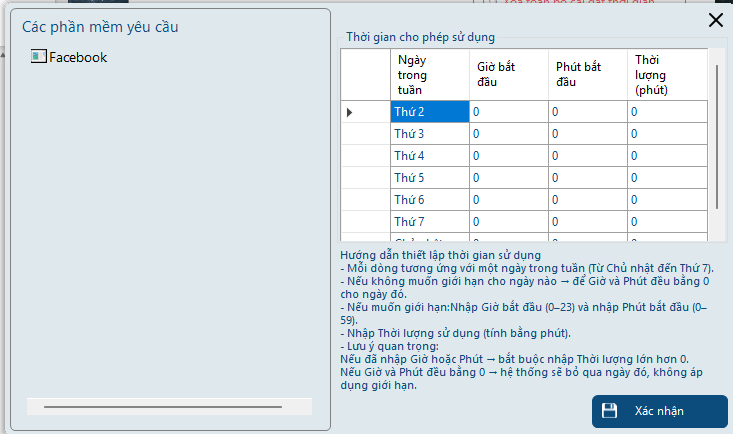 Các phần mềm yêu cầu
Facebook
Thời gian cho phép sử dụng
Ngày trong tuần Giờ bắt đầu Phút bắt đầu Thời lượng (phút)
Thứ 2 0 0 0
Thứ 3 0 0 0
Thứ 4 0 0 0
Thứ 5 0 0 0
Thứ 6 0 0 0
Thứ 7 0 0 0
Hướng dẫn thiết lập thời gian sử dụng
- Mỗi dòng tương ứng với một ngày trong tuần (Từ Chủ nhật đến Thứ 7).
- Nếu không muốn giới hạn cho ngày nào → để Giờ và Phút đều bằng 0
cho ngày đó.
- Nếu muốn giới hạn:Nhập Giờ bắt đầu (0–23) và nhập Phút bắt đầu (0–
59).
- Nhập Thời lượng sử dụng (tính bằng phút).
- Lưu ý quan trọng:
Nếu đã nhập Giờ hoặc Phút → bắt buộc nhập Thời lượng lớn hơn 0.
Nếu Giờ và Phút đều bằng 0 → hệ thống sẽ bỏ qua ngày đó, không áp
dụng giới hạn.
Xác nhận